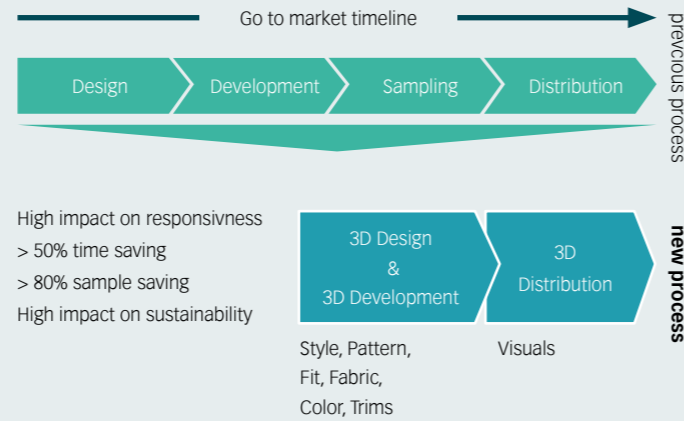 Go to market timeline
prevcious process
Design
Development
Sampling
Distribution
High impact on responsivness
> 50% time saving
> 80% sample saving
High impact on sustainability
3D Design
&
3D Development
3D
Distribution
new process
Style, Pattern,
Fit, Fabric,
Color, Trims
Visuals